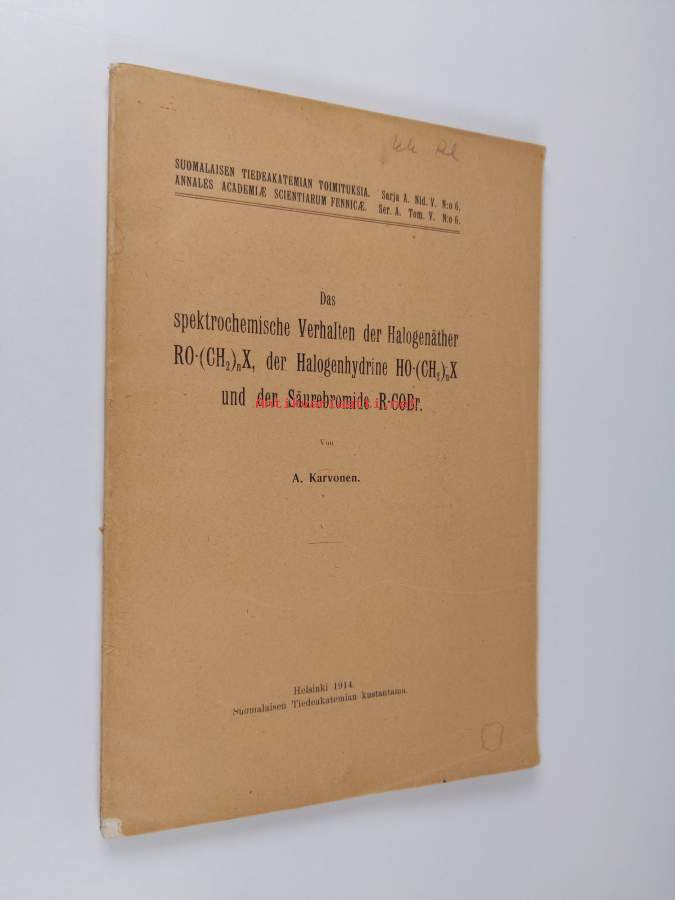 SUOMALAISEN TIEDEAKATEMIAN TOIMITUKSIA. Sarja A. Nid. V. N:o 6.
ANNALES ACADEMIÆ SCIENTIARUM FENNICÆ. Ser. A. Tom. V. N:o 6.
Das
spektrochemische Verhalten der Halogenäther
RO·(CH₂)ₙX, der Halogenhydrine HO·(CH₂)ₙX
und der Säurebromide R·COBr.
Von
A. Karvonen.
Helsinki 1914.
Suomalaisen Tiedeakatemian kustantama.